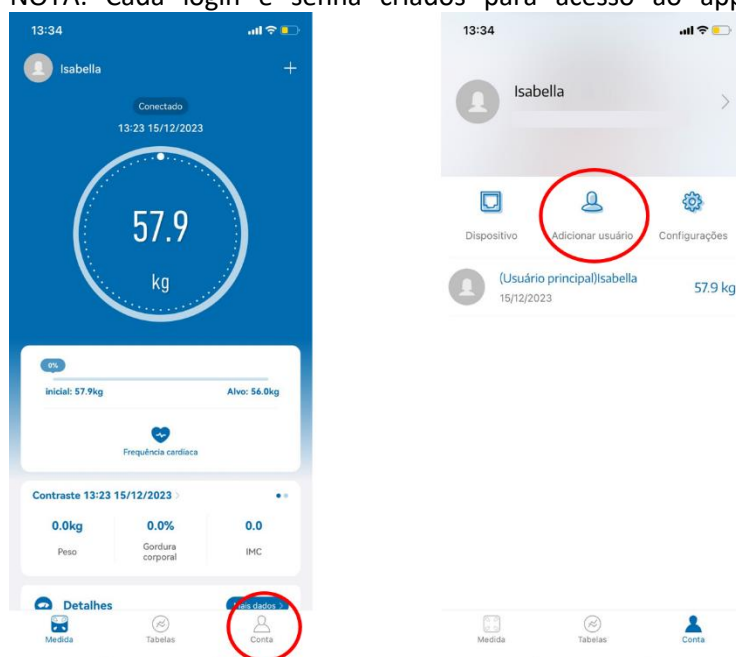 NOTA: Cada login e senha criados para acesso ao app
13:34
Isabella
+
Conectado
13:23 15/12/2023
57.9
kg
0%
inicial: 57.9kg
Alvo: 56.0kg
Frequência cardíaca
Contraste 13:23 15/12/2023 >
0.0kg
0.0%
0.0
Peso
Gordura
corporal
IMC
Detalhes
Mais dados >
Medida
Tabelas
Conta
13:34
Isabella
Dispositivo
Adicionar usuário
Configurações
(Usuário principal)Isabella
57.9 kg
15/12/2023
Medida
Tabelas
Conta